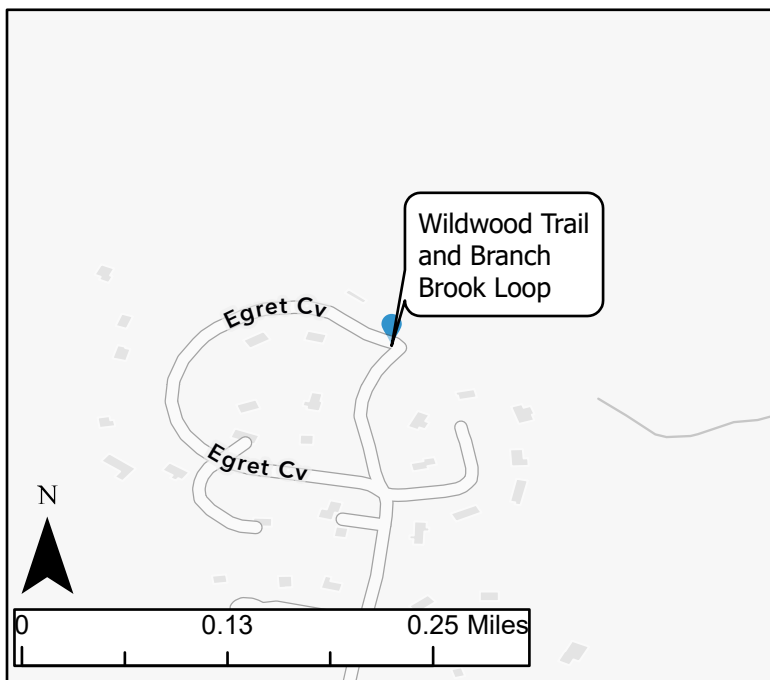 Wildwood Trail
and Branch
Brook Loop
Egret Cv
Egret Cv
N
0 0.13 0.25 Miles